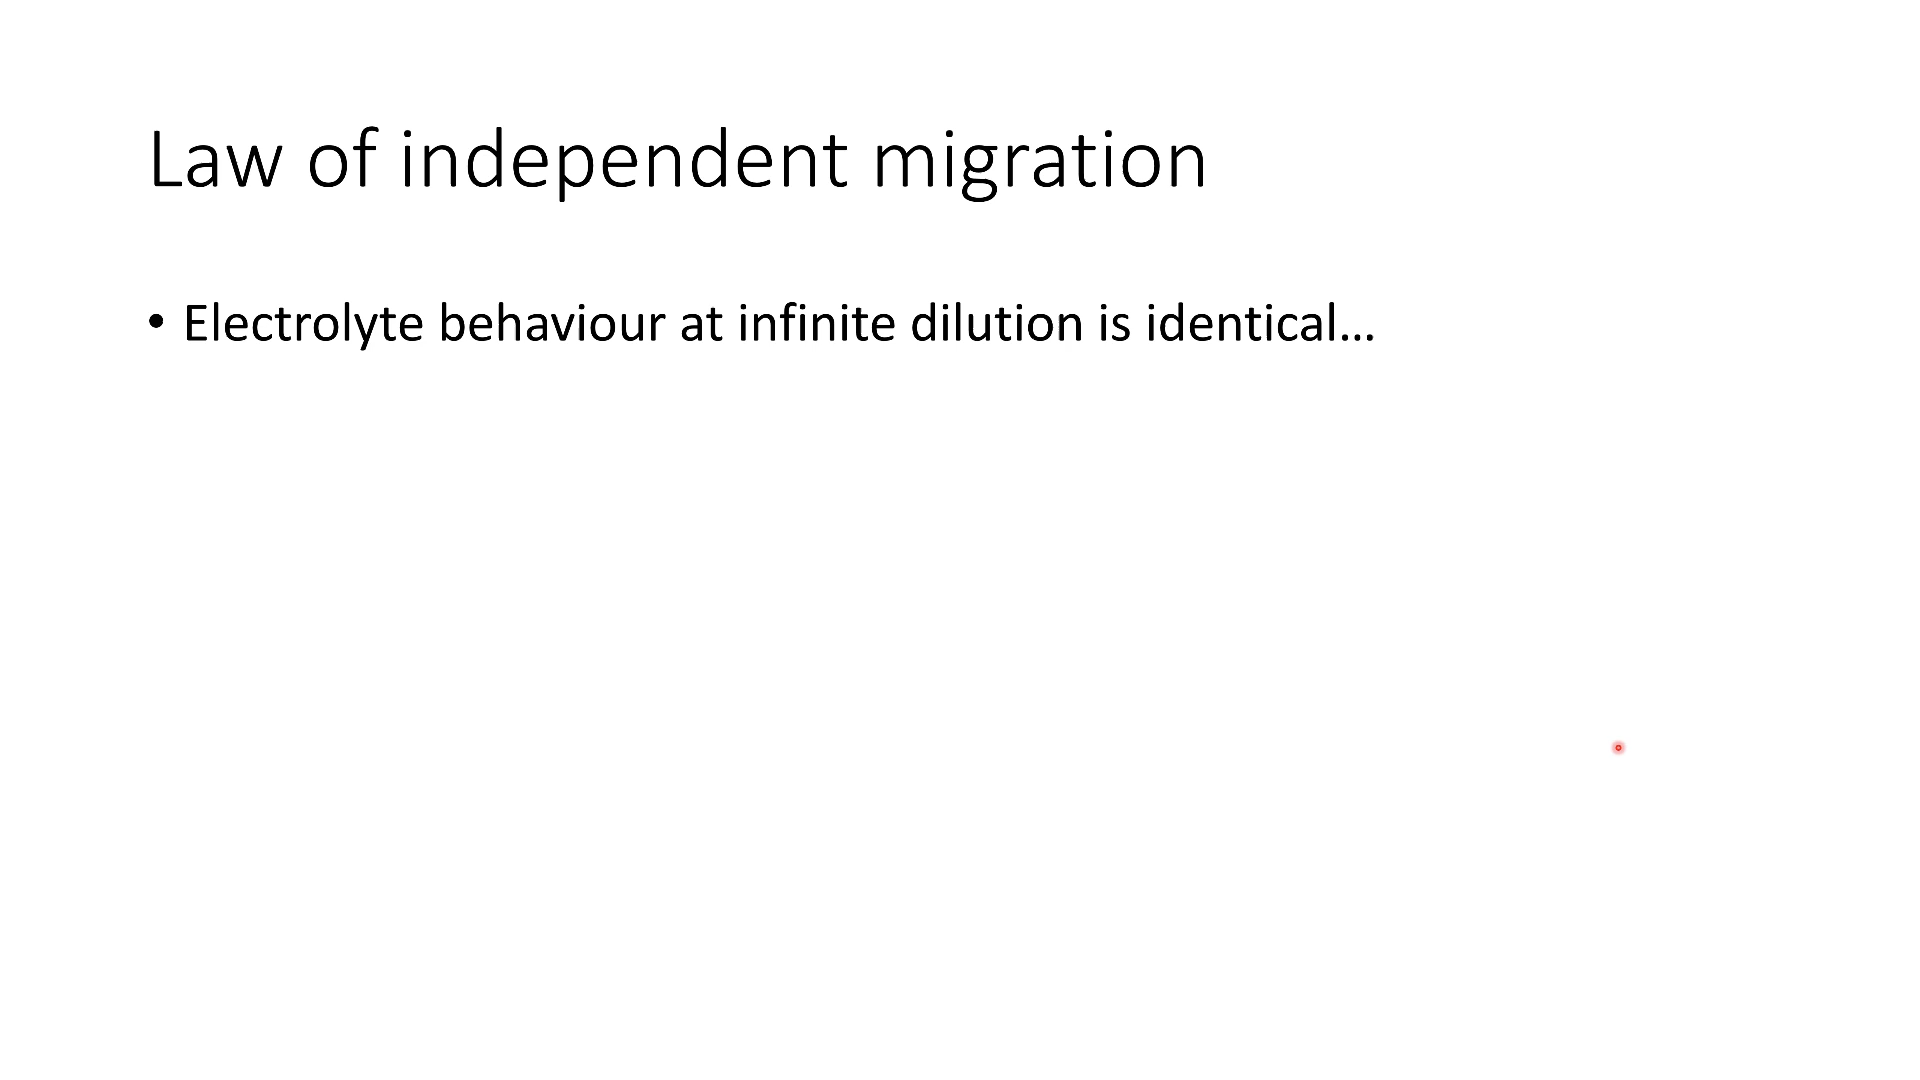 Law of independent migration
• Electrolyte behaviour at infinite dilution is identical…